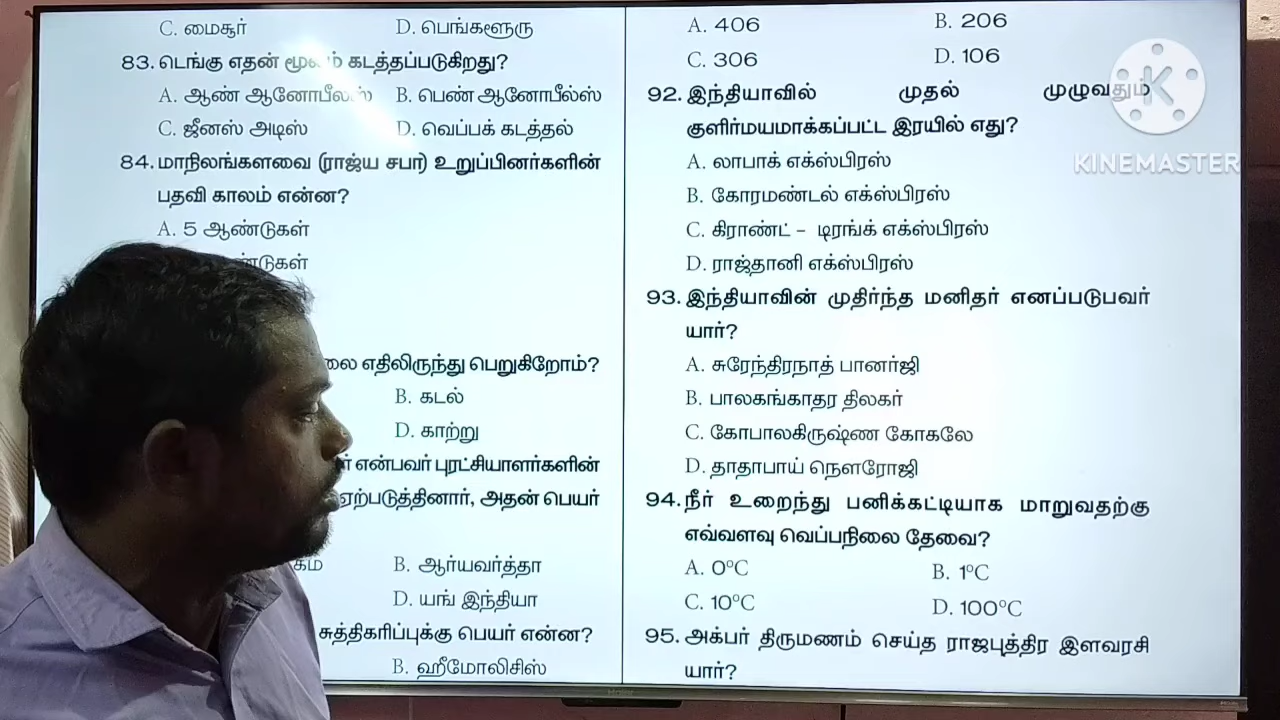 C. மைசூர் D. பெங்களூரு
83. டெங்கு எதன் மூலம் கடத்தப்படுகிறது?
A. ஆண் ஆனோபீலஸ் B. பெண் ஆனோபீல்ஸ்
C. ஜீனஸ் அடிஸ் D. வெப்பக் கடத்தல்
84. மாநிலங்களவை (ராஜ்ய சபா) உறுப்பினர்களின்
பதவி காலம் என்ன?
A. 5 ஆண்டுகள்
எதிலிருந்து பெறுகிறோம்?
B. கடல்
D. காற்று
என்பவர் புரட்சியாளர்களின்
ஏற்படுத்தினார், அதன் பெயர்
B. ஆர்யவர்த்தா
D. யங் இந்தியா
சுத்திகரிப்புக்கு பெயர் என்ன?
B. ஹீமோலிசிஸ்
A. 406 B. 206
C. 306 D. 106
92. இந்தியாவில் முதல் முழுவதும்
குளிர்மயமாக்கப்பட்ட இரயில் எது?
A. லாபாக் எக்ஸ்பிரஸ்
B. கோரமண்டல் எக்ஸ்பிரஸ்
C. கிராண்ட் – டிரங்க் எக்ஸ்பிரஸ்
D. ராஜ்தானி எக்ஸ்பிரஸ்
93. இந்தியாவின் முதிர்ந்த மனிதர் எனப்படுபவர்
யார்?
A. சுரேந்திரநாத் பானர்ஜி
B. பாலகங்காதர திலகர்
C. கோபாலகிருஷ்ண கோகலே
D. தாதாபாய் நௌரோஜி
94. நீர் உறைந்து பனிக்கட்டியாக மாறுவதற்கு
எவ்வளவு வெப்பநிலை தேவை?
A. 0°C B. 1°C
C. 10°C D. 100°C
95. அக்பர் திருமணம் செய்த ராஜபுத்திர இளவரசி
யார்?
K
KINEMASTER
Haier